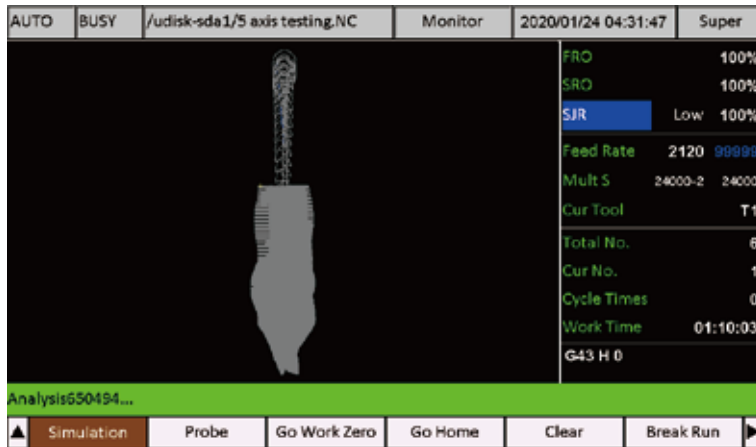 AUTO BUSY /udisk-sda1/5 axis testing.NC Monitor 2020/01/24 04:31:47 Super
FRO 100%
SRO 100%
SJR Low 100%
Feed Rate 2120 99999
Mult S 24000-2 24000
Cur Tool T1
Total No. 6
Cur No. 1
Cycle Times 0
Work Time 01:10:03
G43 H 0
Analysis650494...
▲ Simulation Probe Go Work Zero Go Home Clear Break Run